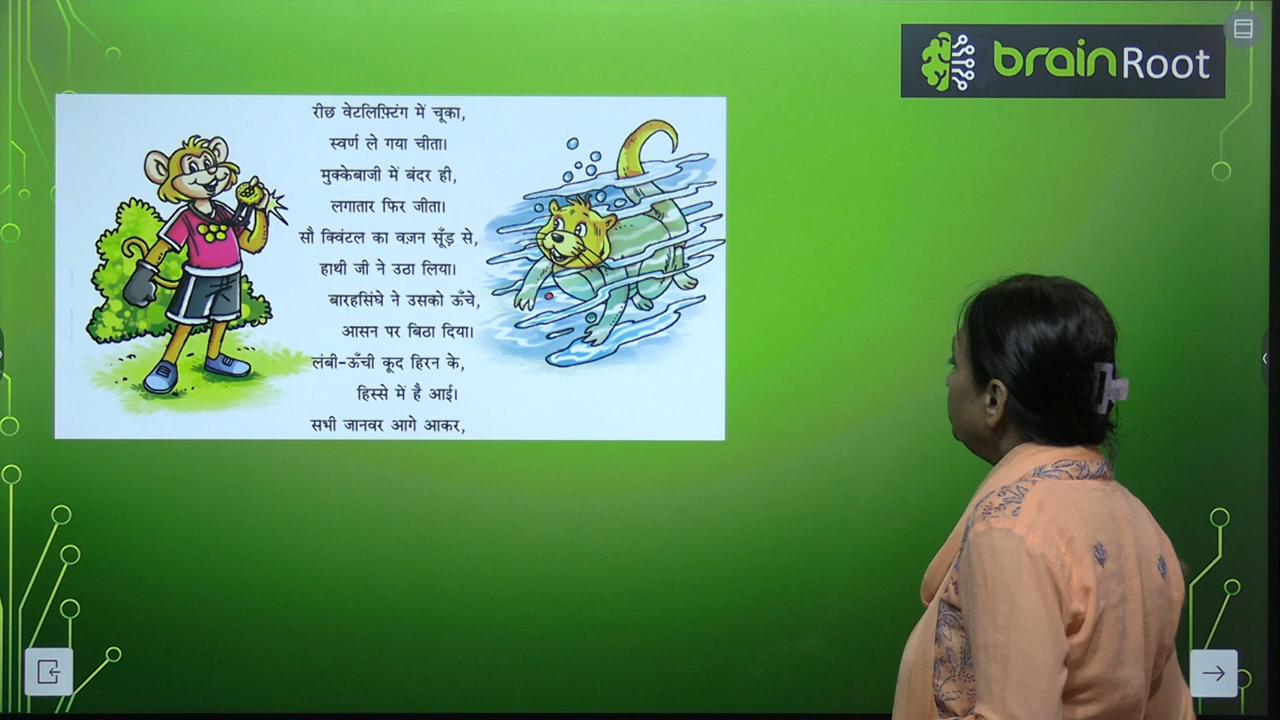 brainRoot
रीछ वेटलिफ़्टिंग में चूका,
स्वर्ण ले गया चीता।
मुक्केबाजी में बंदर ही,
लगातार फिर जीता।
सौ क्विंटल का वज़न सूँड़ से,
हाथी जी ने उठा लिया।
बारहसिंघे ने उसको ऊँचे,
आसन पर बिठा दिया।
लंबी-ऊँची कूद हिरन के,
हिस्से में है आई।
सभी जानवर आगे आकर,